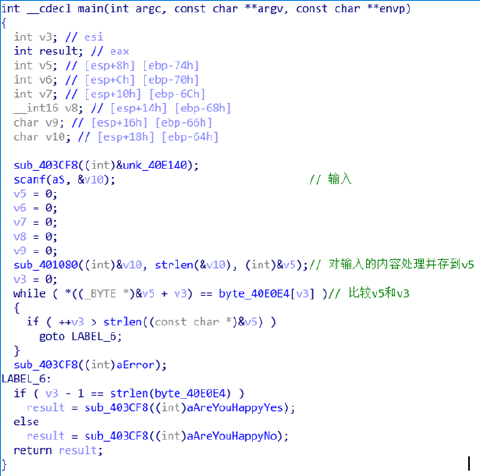 int __cdecl main(int argc, const char **argv, const char **envp)
{
int v3; // esi
int result; // eax
int v5; // [esp+8h] [ebp-74h]
int v6; // [esp+Ch] [ebp-70h]
int v7; // [esp+10h] [ebp-6Ch]
__int16 v8; // [esp+14h] [ebp-68h]
char v9; // [esp+16h] [ebp-66h]
char v10; // [esp+18h] [ebp-64h]
sub_403CF8((int)&unk_40E140);
scanf(aS, &v10); // 输入
v5 = 0;
v6 = 0;
v7 = 0;
v8 = 0;
v9 = 0;
sub_401080((int)&v10, strlen(&v10), (int)&v5);// 对输入的内容处理并存到v5
v3 = 0;
while ( *((_BYTE *)&v5 + v3) == byte_40E0E4[v3] )// 比较v5和v3
{
if ( ++v3 > strlen((const char *)&v5) )
goto LABEL_6;
}
sub_403CF8((int)aError);
LABEL_6:
if ( v3 - 1 == strlen(byte_40E0E4) )
result = sub_403CF8((int)aAreYouHappyYes);
else
result = sub_403CF8((int)aAreYouHappyNo);
return result;
}